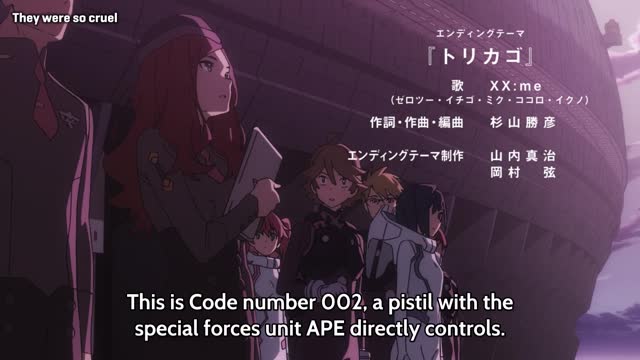 They were so cruel
エンディングテーマ
『トリカゴ』
歌 XX:me
(ゼロツー・イチゴ・ミク・ココロ・イクノ)
作詞・作曲・編曲 杉山勝彦
エンディングテーマ制作 山内真治
岡村 弦
This is Code number 002, a pistil with the
special forces unit APE directly controls.